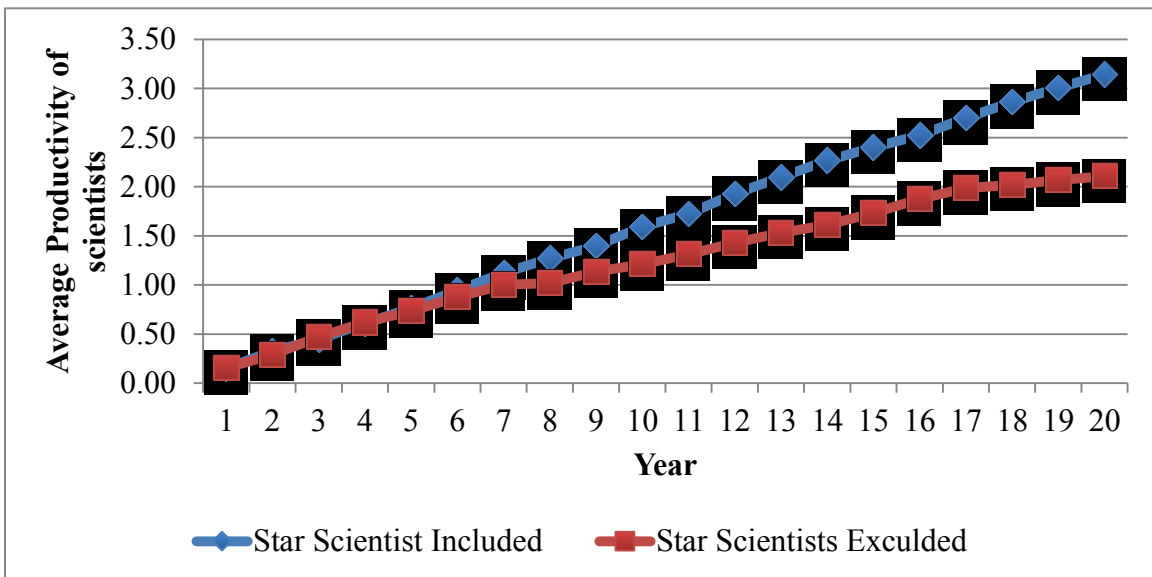 Average Productivity of
scientists
3.50
3.00
2.50
2.00
1.50
1.00
0.50
0.00
1 2 3 4 5 6 7 8 9 10 11 12 13 14 15 16 17 18 19 20
Year
Star Scientist Included
Star Scientists Exculded